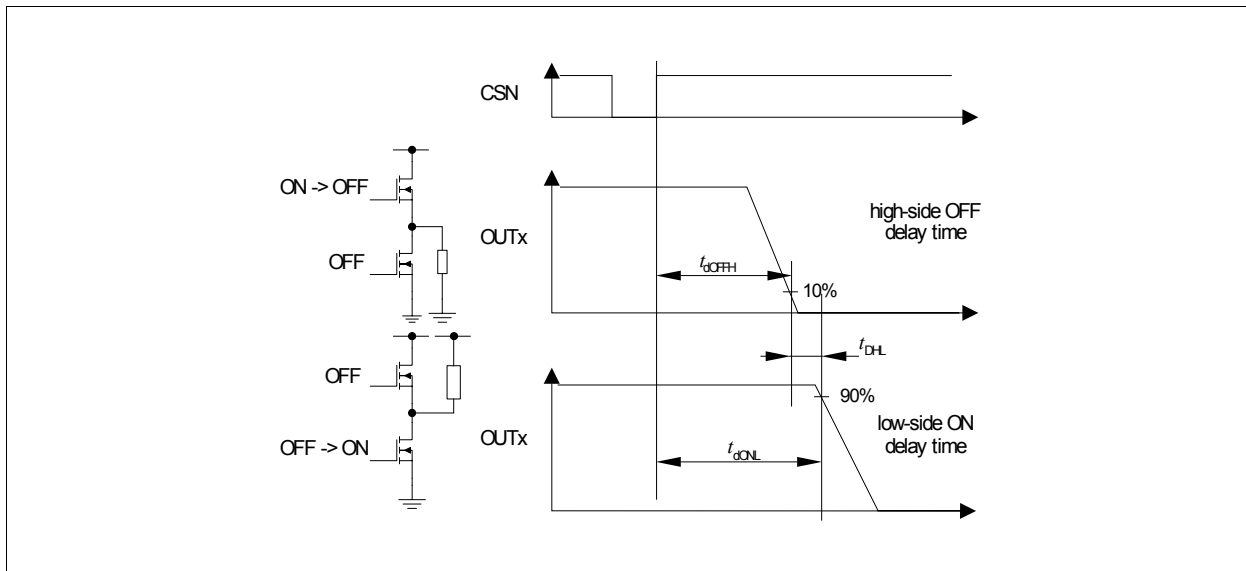 CSN
ON -> OFF
OFF
OUTx
high-side OFF
delay time
tdOFFH
10%
tDHL
OFF
OFF -> ON
OUTx
90%
low-side ON
delay time
tdONL